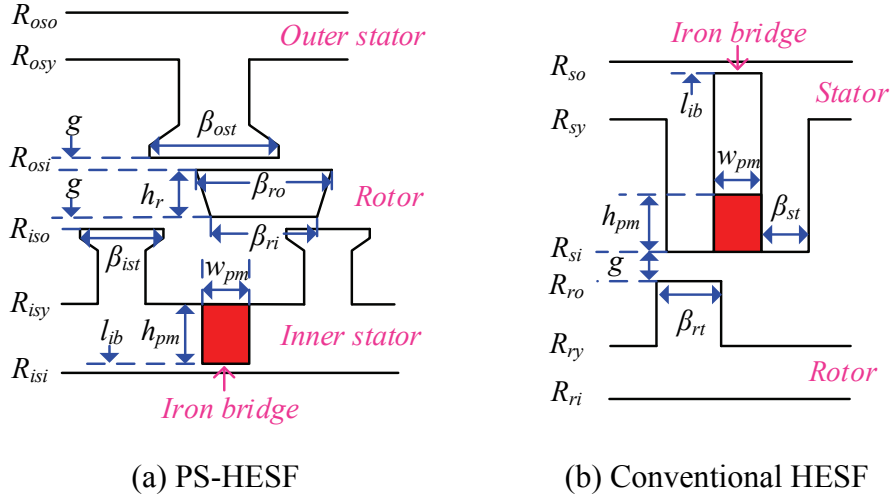 R_oso
Outer stator
R_osy
g
β_ost
R_osi
g
h_r
β_ro
Rotor
R_iso
β_ist
β_ri
w_pm
R_isy
l_ib
h_pm
Inner stator
R_isi
Iron bridge
(a) PS-HESF
Iron bridge
R_so
l_ib
Stator
R_sy
w_pm
h_pm
β_st
R_si
g
R_ro
β_rt
R_ry
Rotor
R_ri
(b) Conventional HESF